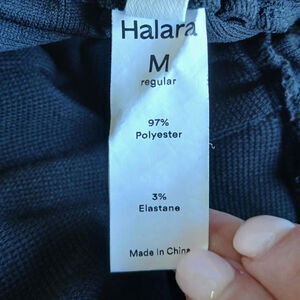 Halara
M
regular
97%
Polyester
3%
Elastane
Made in China